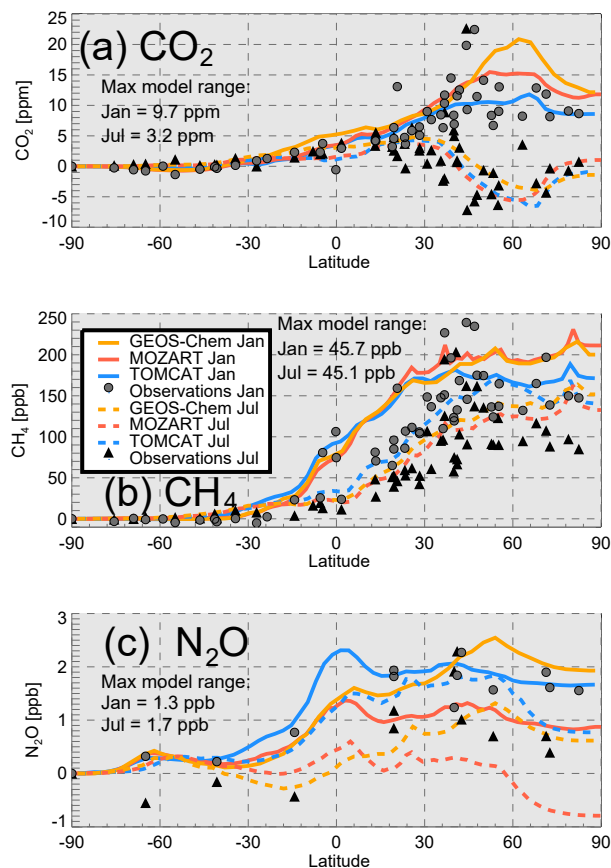 (a) CO2
Max model range:
Jan = 9.7 ppm
Jul = 3.2 ppm
CO2 [ppm]
25
20
15
10
5
0
-5
-10
-90 -60 -30 0 30 60 90
Latitude
Max model range:
Jan = 45.7 ppb
Jul = 45.1 ppb
GEOS-Chem Jan
MOZART Jan
TOMCAT Jan
Observations Jan
GEOS-Chem Jul
MOZART Jul
TOMCAT Jul
Observations Jul
(b) CH4
CH4 [ppb]
250
200
150
100
50
0
-90 -60 -30 0 30 60 90
Latitude
(c) N2O
Max model range:
Jan = 1.3 ppb
Jul = 1.7 ppb
N2O [ppb]
3
2
1
0
-1
-90 -60 -30 0 30 60 90
Latitude